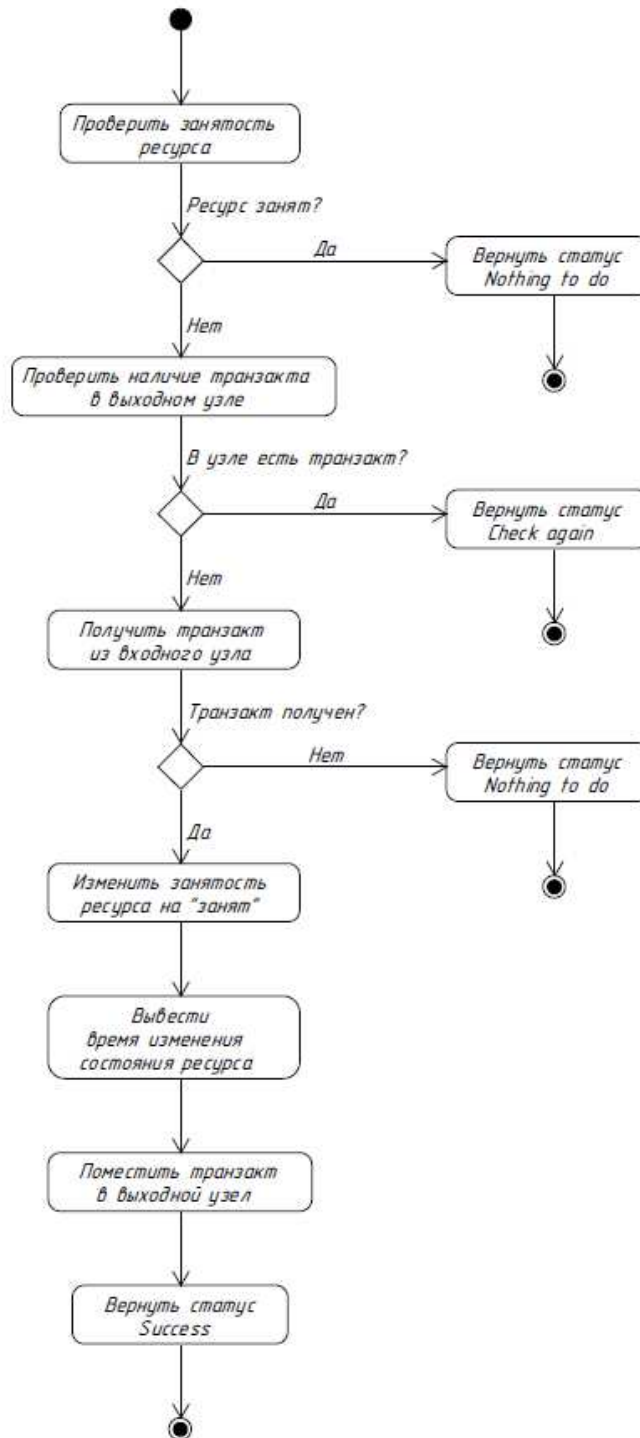 Проверить занятость
ресурса
Ресурс занят?
Да
Вернуть статус
Nothing to do
Нет
Проверить наличие транзакта
в выходном узле
В узле есть транзакт?
Да
Вернуть статус
Check again
Нет
Получить транзакт
из входного узла
Транзакт получен?
Нет
Вернуть статус
Nothing to do
Да
Изменить занятость
ресурса на "занят"
Вывести
время изменения
состояния ресурса
Поместить транзакт
в выходной узел
Вернуть статус
Success